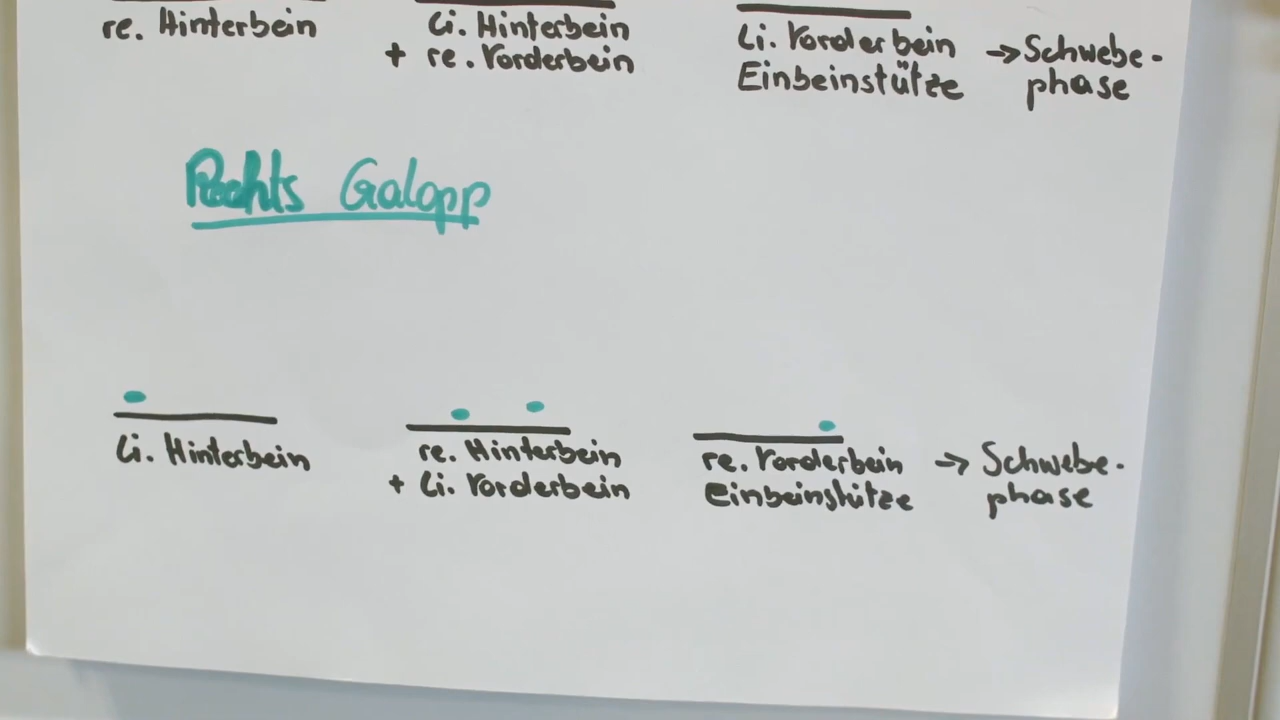 re. Hinterbein
li. Hinterbein
+ re. Vorderbein
Li. Vorderbein
Einbeinstütze
→ Schwebe-
phase
Rechts Galopp
li. Hinterbein
re. Hinterbein
+ li. Vorderbein
re. Vorderbein
Einbeinstütze
→ Schwebe-
phase